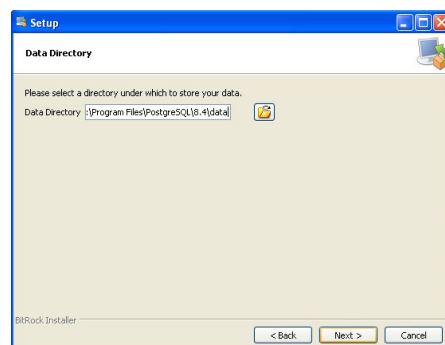 Setup
Data Directory
Please select a directory under which to store your data.
Data Directory :\Program Files\PostgreSQL\8.4\data
BitRock Installer
< Back Next > Cancel